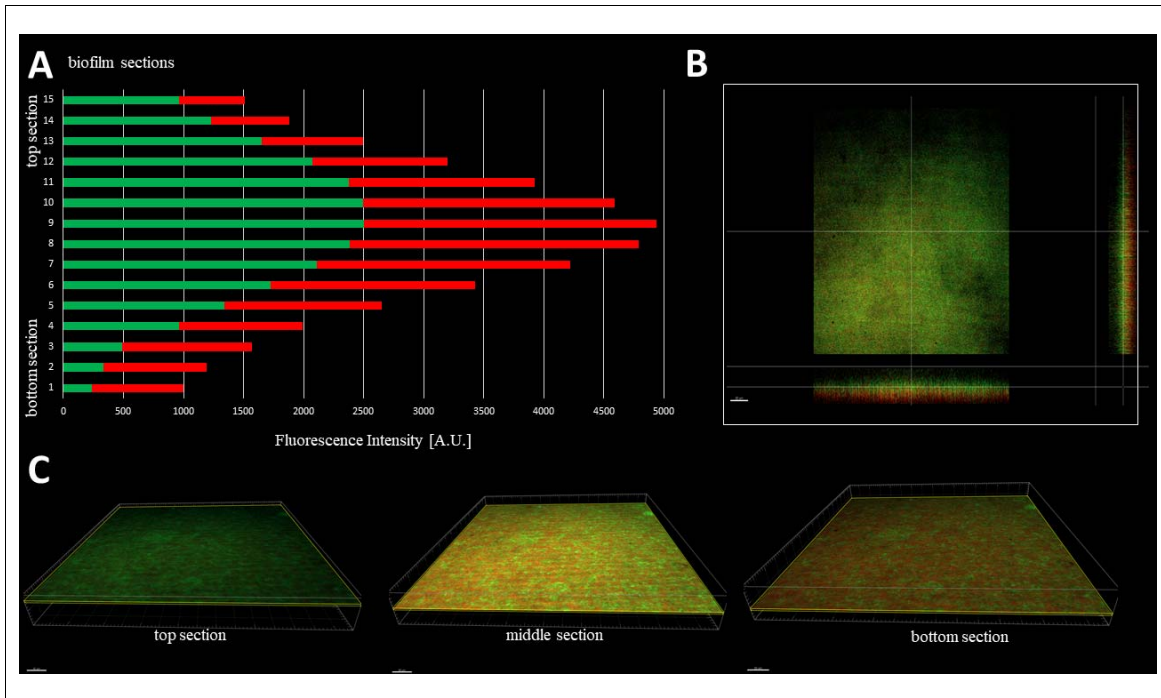 A
biofilm sections
B
top section
bottom section
15
14
13
12
11
10
9
8
7
6
5
4
3
2
1
0 500 1000 1500 2000 2500 3000 3500 4000 4500 5000
Fluorescence Intensity [A.U.]
C
top section
middle section
bottom section